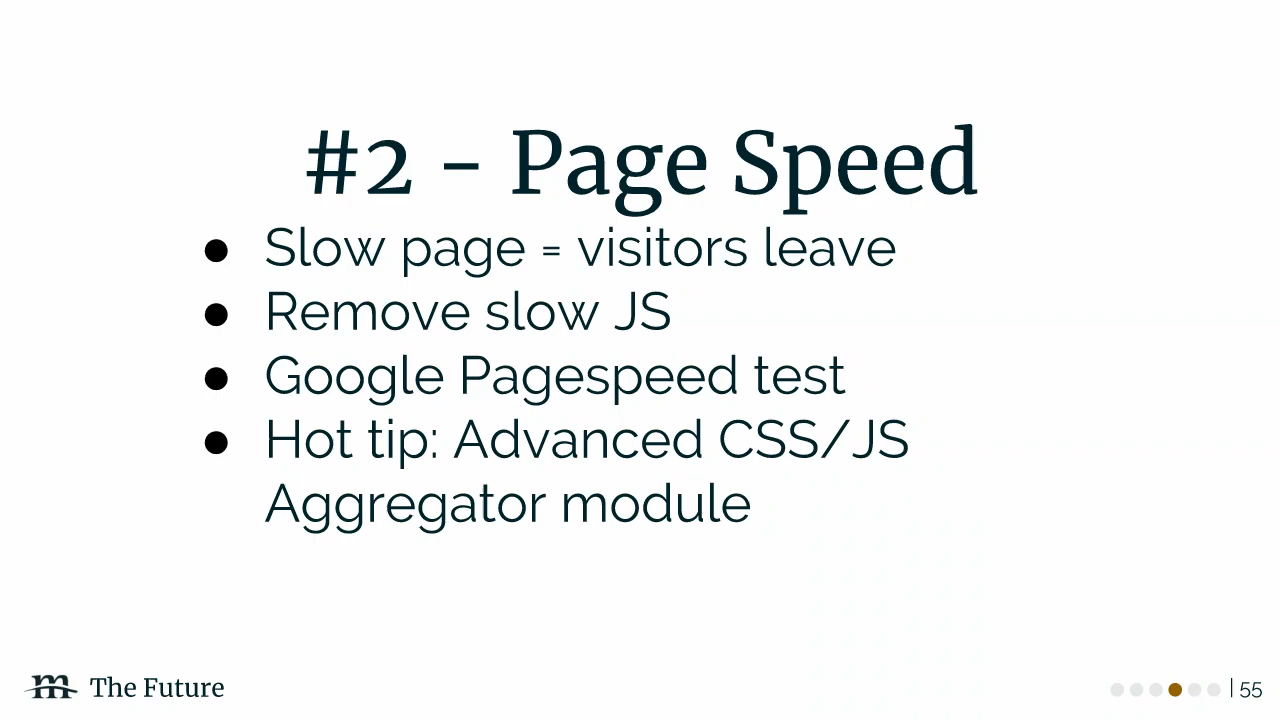 #2 - Page Speed
● Slow page = visitors leave
● Remove slow JS
● Google Pagespeed test
● Hot tip: Advanced CSS/JS
Aggregator module
m The Future
| 55